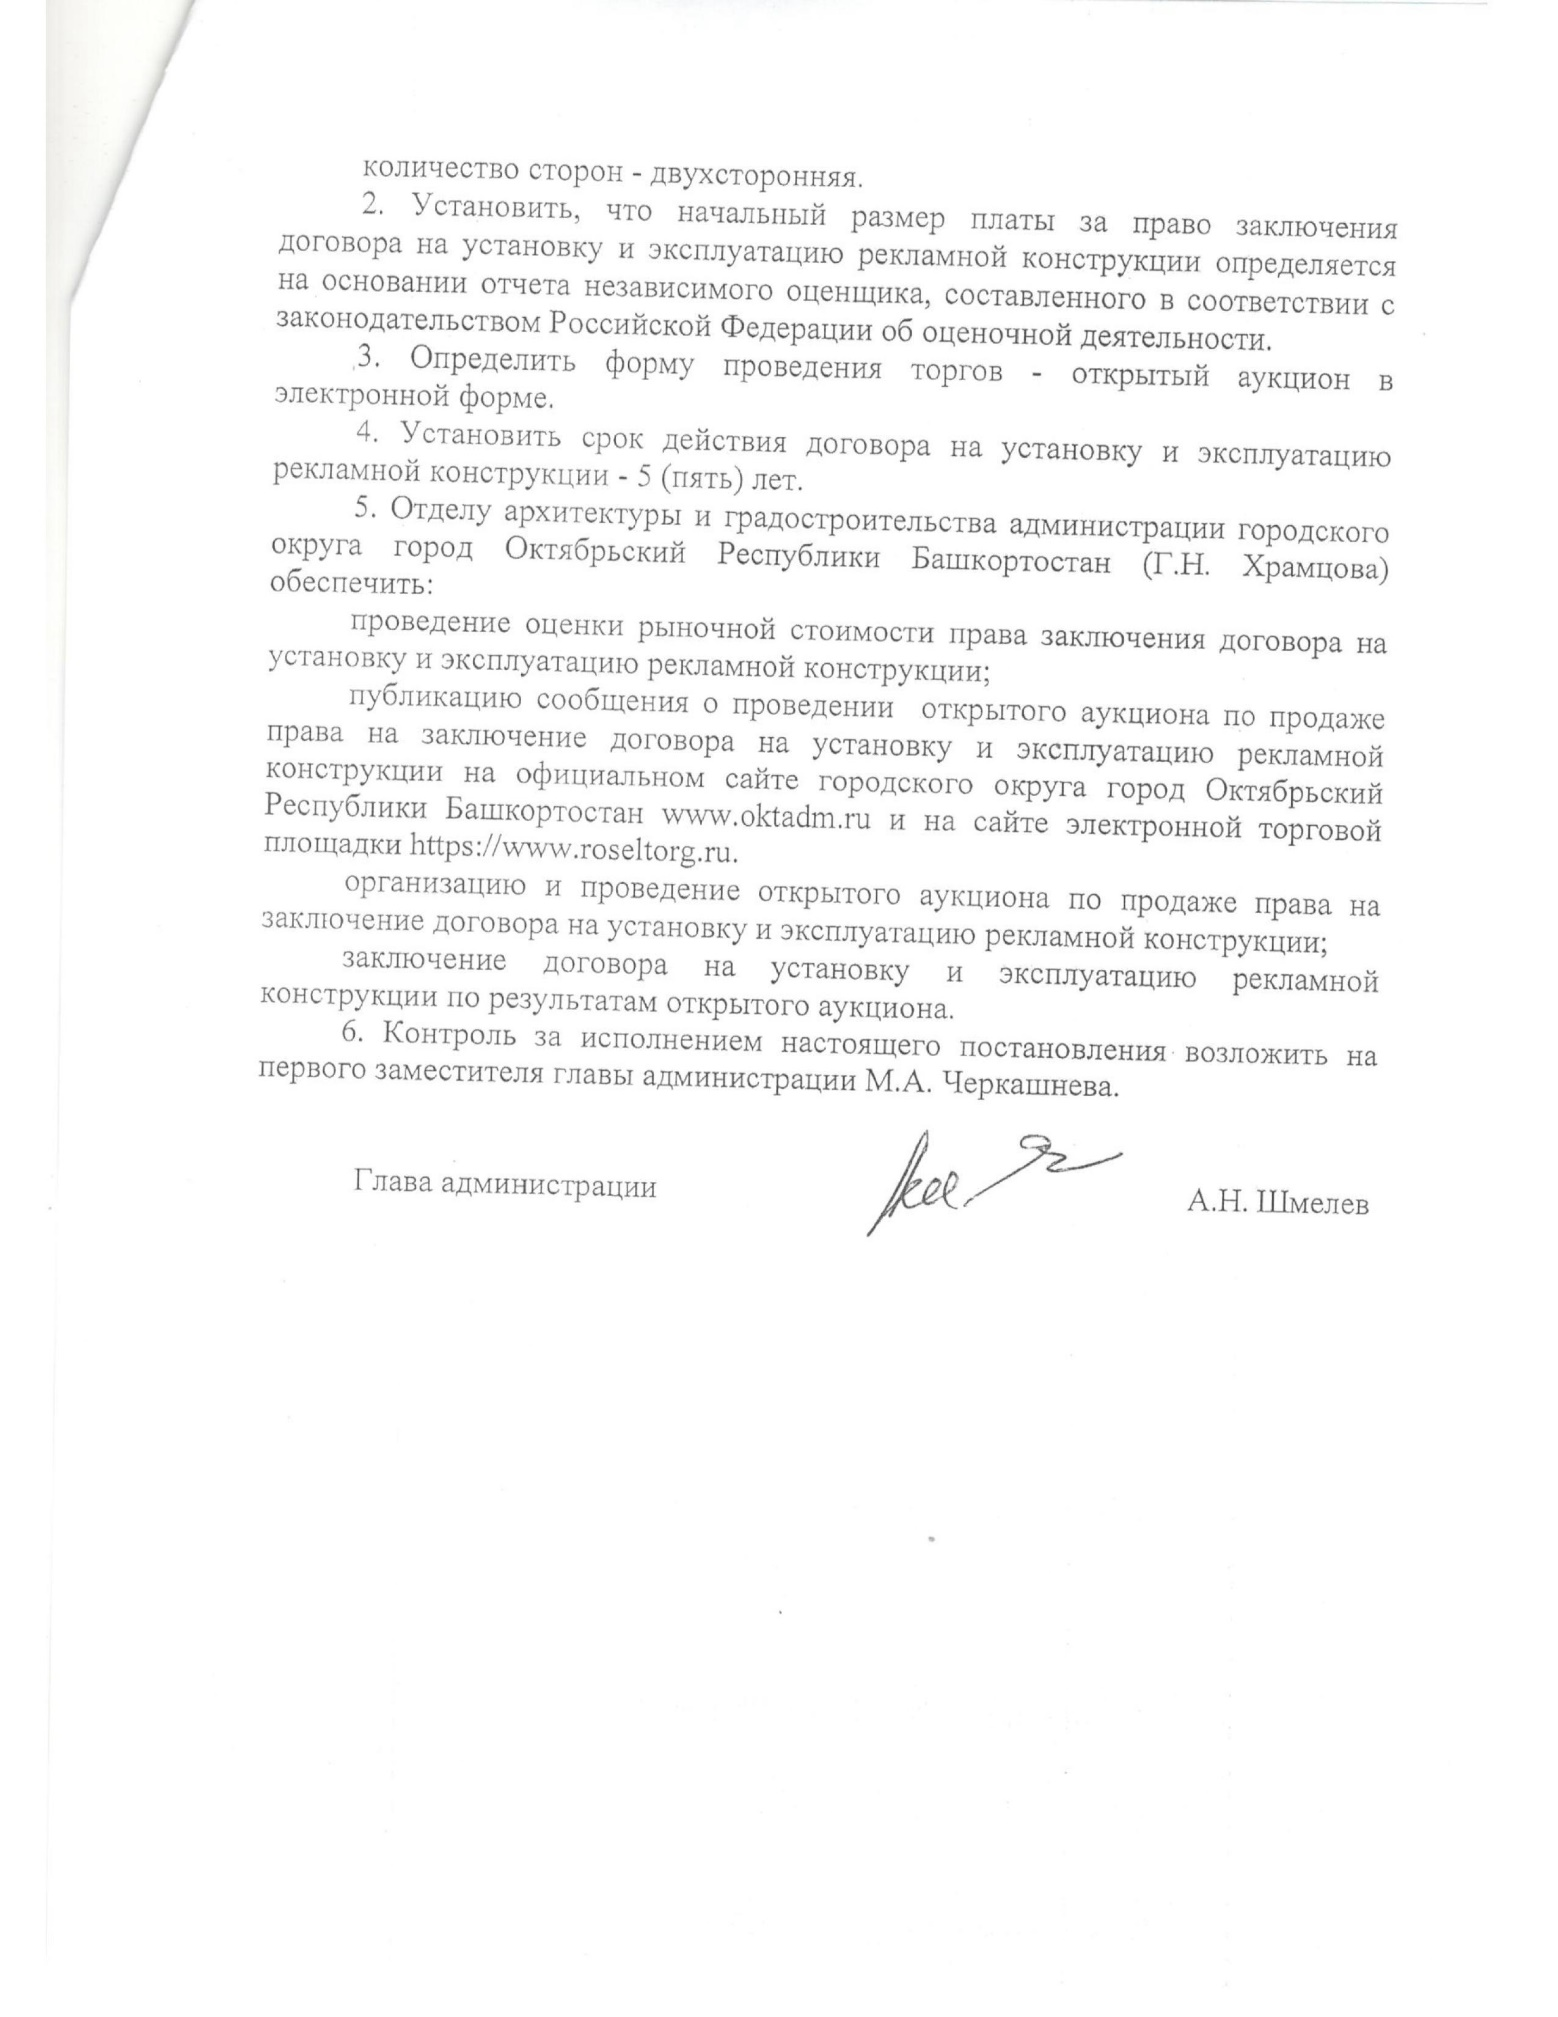 количество сторон - двухсторонняя.
2. Установить, что начальный размер платы за право заключения
договора на установку и эксплуатацию рекламной конструкции определяется
на основании отчета независимого оценщика, составленного в соответствии с
законодательством Российской Федерации об оценочной деятельности.
3. Определить форму проведения торгов - открытый аукцион в
электронной форме.
4. Установить срок действия договора на установку и эксплуатацию
рекламной конструкции - 5 (пять) лет.
5. Отделу архитектуры и градостроительства администрации городского
округа город Октябрьский Республики Башкортостан (Г.Н. Храмцова)
обеспечить:
проведение оценки рыночной стоимости права заключения договора на
установку и эксплуатацию рекламной конструкции;
публикацию сообщения о проведении открытого аукциона по продаже
права на заключение договора на установку и эксплуатацию рекламной
конструкции на официальном сайте городского округа город Октябрьский
Республики Башкортостан www.oktadm.ru и на сайте электронной торговой
площадки https://www.roseltorg.ru.
организацию и проведение открытого аукциона по продаже права на
заключение договора на установку и эксплуатацию рекламной конструкции;
заключение договора на установку и эксплуатацию рекламной
конструкции по результатам открытого аукциона.
6. Контроль за исполнением настоящего постановления возложить на
первого заместителя главы администрации М.А. Черкашнева.
Глава администрации
А.Н. Шмелев